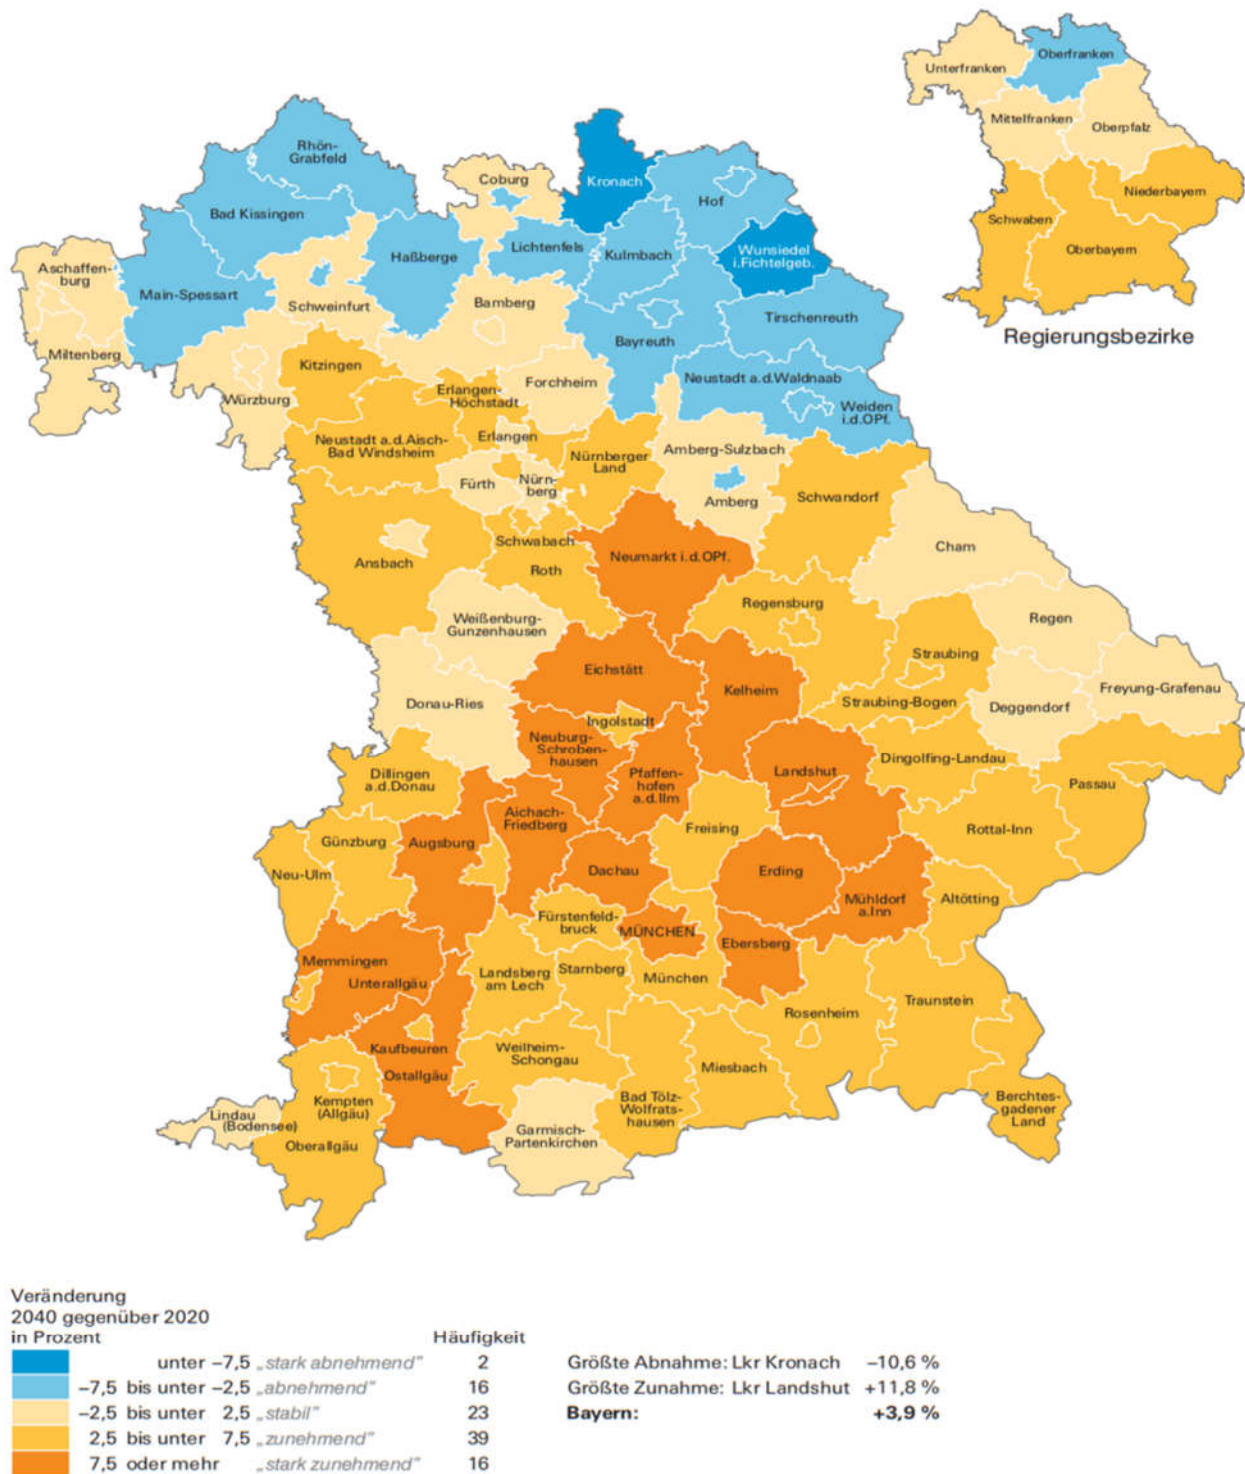 Oberfranken
Unterfranken
Mittelfranken
Oberpfalz
Niederbayern
Schwaben
Oberbayern
Regierungsbezirke
Rhön-
Grabfeld
Coburg
Kronach
Hof
Bad Kissingen
Lichtenfels
Kulmbach
Wunsiedel
i.Fichtelgeb.
Haßberge
Aschaffen-
burg
Main-Spessart
Schweinfurt
Bamberg
Tirschenreuth
Bayreuth
Miltenberg
Kitzingen
Forchheim
Neustadt a.d.Waldnaab
Erlangen-
Höchstadt
Würzburg
Weiden
i.d.OPf.
Neustadt a.d.Aisch-
Bad Windsheim
Erlangen
Nürnberger
Land
Amberg-Sulzbach
Fürth
Nürn-
berg
Amberg
Schwandorf
Schwabach
Ansbach
Roth
Neumarkt i.d.OPf.
Cham
Regensburg
Weißenburg-
Gunzenhausen
Regen
Straubing
Eichstätt
Kelheim
Freyung-Grafenau
Donau-Ries
Straubing-Bogen
Deggendorf
Ingolstadt
Neuburg-
Schroben-
hausen
Dingolfing-Landau
Dillingen
a.d.Donau
Pfaffen-
hofen
a.d.Ilm
Landshut
Passau
Aichach-
Friedberg
Freising
Rottal-Inn
Günzburg
Augsburg
Neu-Ulm
Dachau
Erding
Mühldorf
a.Inn
Altötting
Fürstenfeld-
bruck
MÜNCHEN
Ebersberg
Memmingen
Unterallgäu
Landsberg
am Lech
Starnberg
München
Traunstein
Rosenheim
Kaufbeuren
Ostallgäu
Weilheim-
Schongau
Miesbach
Bad Tölz-
Wolfrats-
hausen
Berchtes-
gadener
Land
Kempten
(Allgäu)
Lindau
(Bodensee)
Oberallgäu
Garmisch-
Partenkirchen
Veränderung
2040 gegenüber 2020
in Prozent Häufigkeit
unter −7,5 „stark abnehmend“ 2 Größte Abnahme: Lkr Kronach −10,6 %
−7,5 bis unter −2,5 „abnehmend“ 16 Größte Zunahme: Lkr Landshut +11,8 %
−2,5 bis unter 2,5 „stabil“ 23 Bayern: +3,9 %
2,5 bis unter 7,5 „zunehmend“ 39
7,5 oder mehr „stark zunehmend“ 16